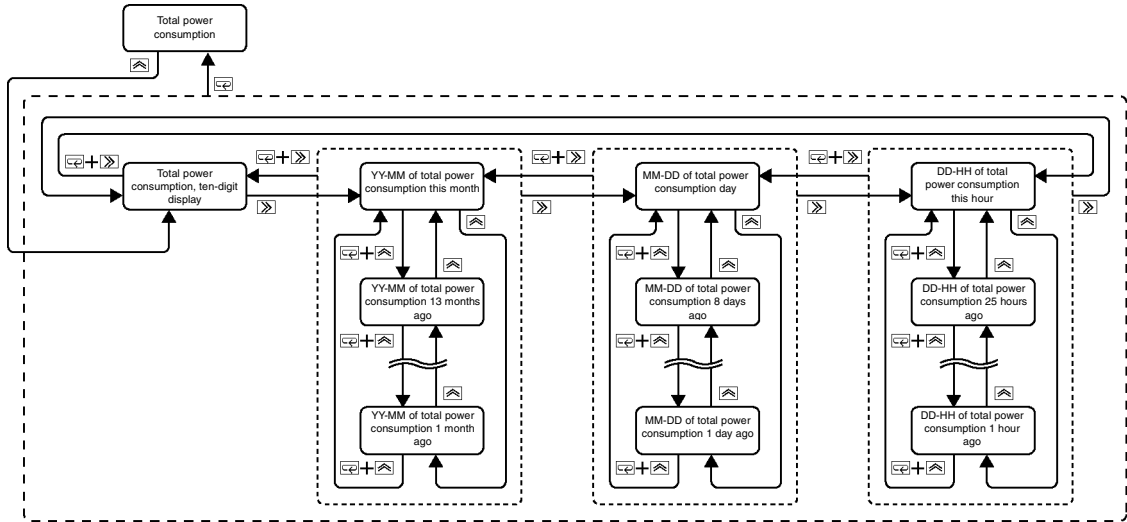 Total power
consumption
Total power
consumption, ten-digit
display
YY-MM of total power
consumption this month
MM-DD of total power
consumption day
DD-HH of total
power consumption
this hour
YY-MM of total power
consumption 13 months
ago
MM-DD of total power
consumption 8 days
ago
DD-HH of total power
consumption 25 hours
ago
YY-MM of total power
consumption 1 month
ago
MM-DD of total power
consumption 1 day ago
DD-HH of total power
consumption 1 hour
ago